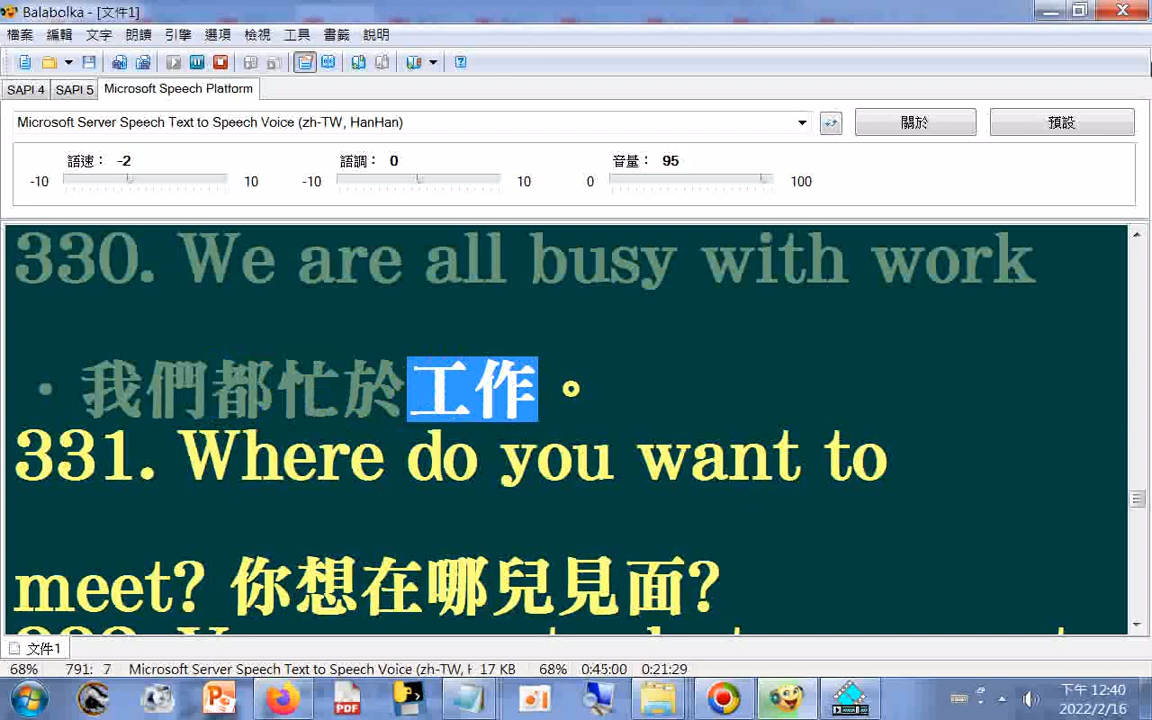 Balabolka - [文件1]
檔案 編輯 文字 朗讀 引擎 選項 檢視 工具 書籤 說明
SAPI 4 SAPI 5 Microsoft Speech Platform
Microsoft Server Speech Text to Speech Voice (zh-TW, HanHan) 關於 預設
語速： -2 語調： 0 音量： 95
-10 10 -10 10 0 100
330. We are all busy with work
．我們都忙於工作。
331. Where do you want to
meet? 你想在哪兒見面?
文件1
68% 791: 7 Microsoft Server Speech Text to Speech Voice (zh-TW, 17 KB 68% 0:45:00 0:21:29
PDF
下午 12:40
2022/2/16